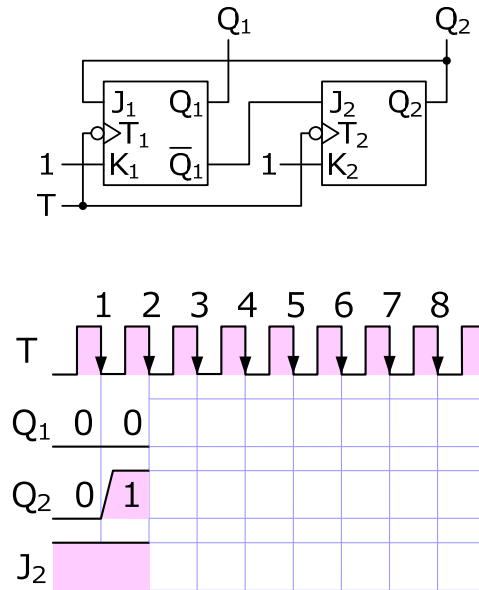 Q₁ Q₂
J₁ Q₁ J₂ Q₂
T₁ T₂
1 K₁ Q̅₁ 1 K₂
T
1 2 3 4 5 6 7 8
T
Q₁ 0 0
Q₂ 0 1
J₂